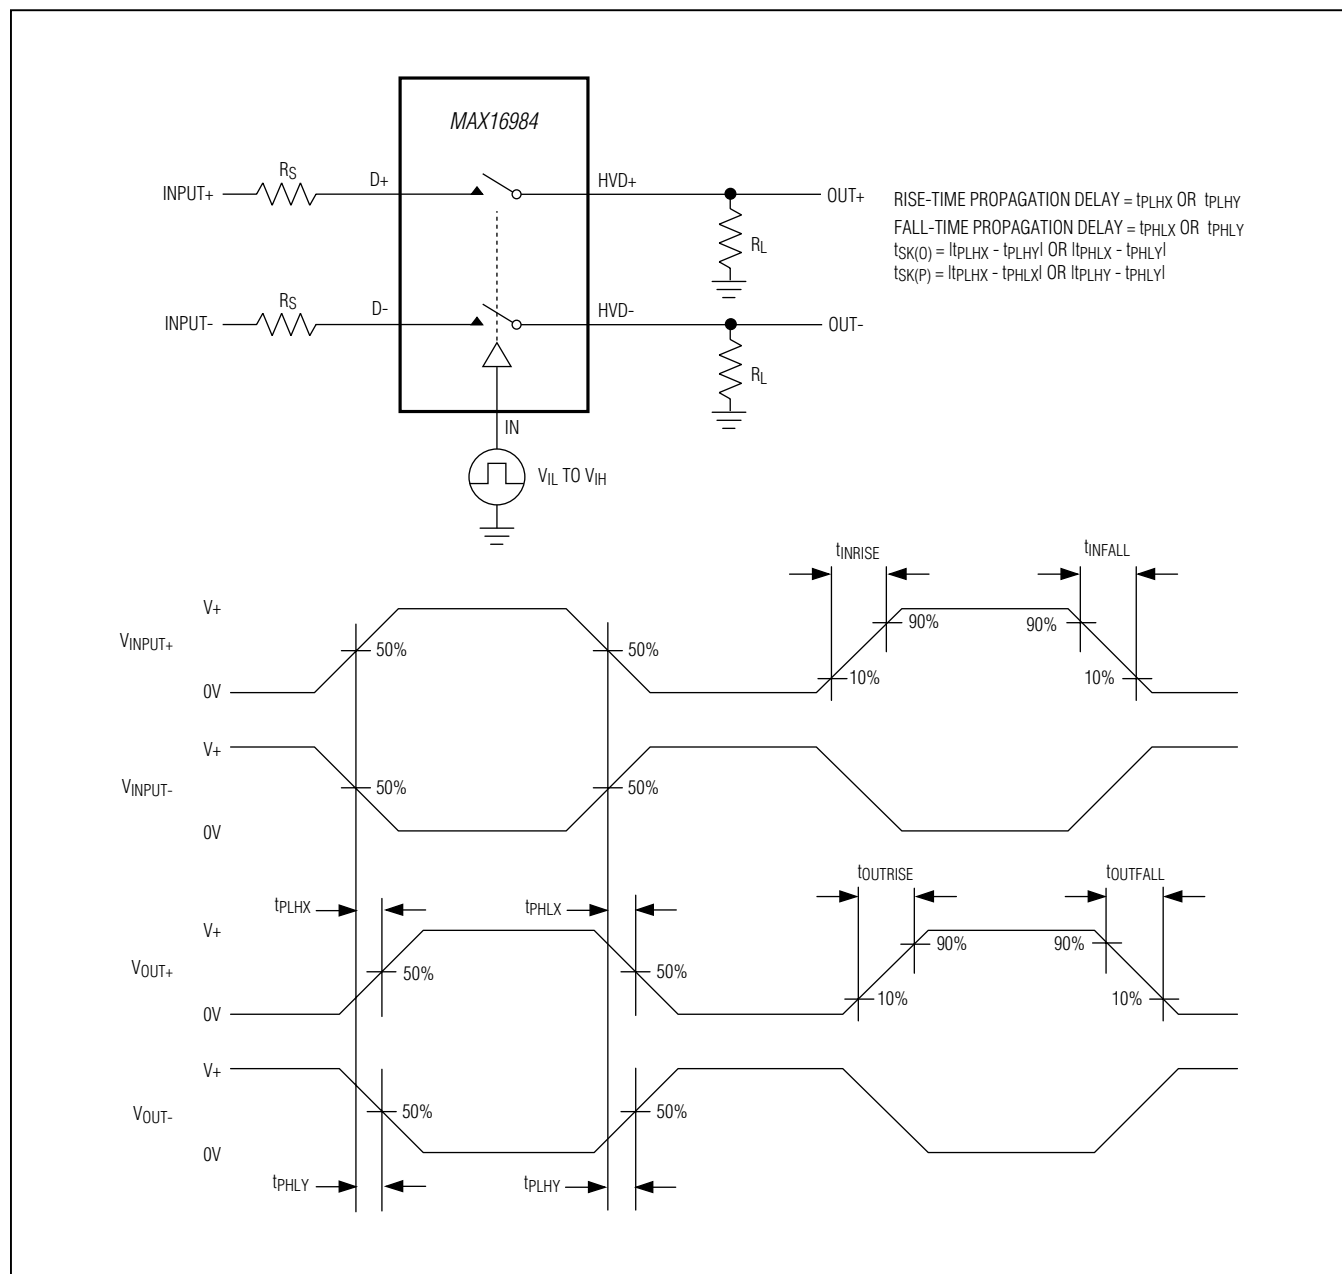 MAX16984
INPUT+
RS
D+
HVD+
OUT+
RL
RISE-TIME PROPAGATION DELAY = tPLHX OR tPLHY
FALL-TIME PROPAGATION DELAY = tPHLX OR tPHLY
tSK(O) = |tPLHX - tPLHY| OR |tPHLX - tPHLY|
tSK(P) = |tPLHX - tPHLX| OR |tPLHY - tPHLY|
INPUT-
RS
D-
HVD-
OUT-
RL
IN
VIL TO VIH
tINRISE
tINFALL
V+
VINPUT+
0V
50%
50%
90%
10%
90%
10%
V+
VINPUT-
0V
50%
50%
tPLHX
tPHLX
tOUTRISE
tOUTFALL
V+
VOUT+
0V
50%
50%
90%
10%
90%
10%
V+
VOUT-
0V
50%
50%
tPHLY
tPLHY